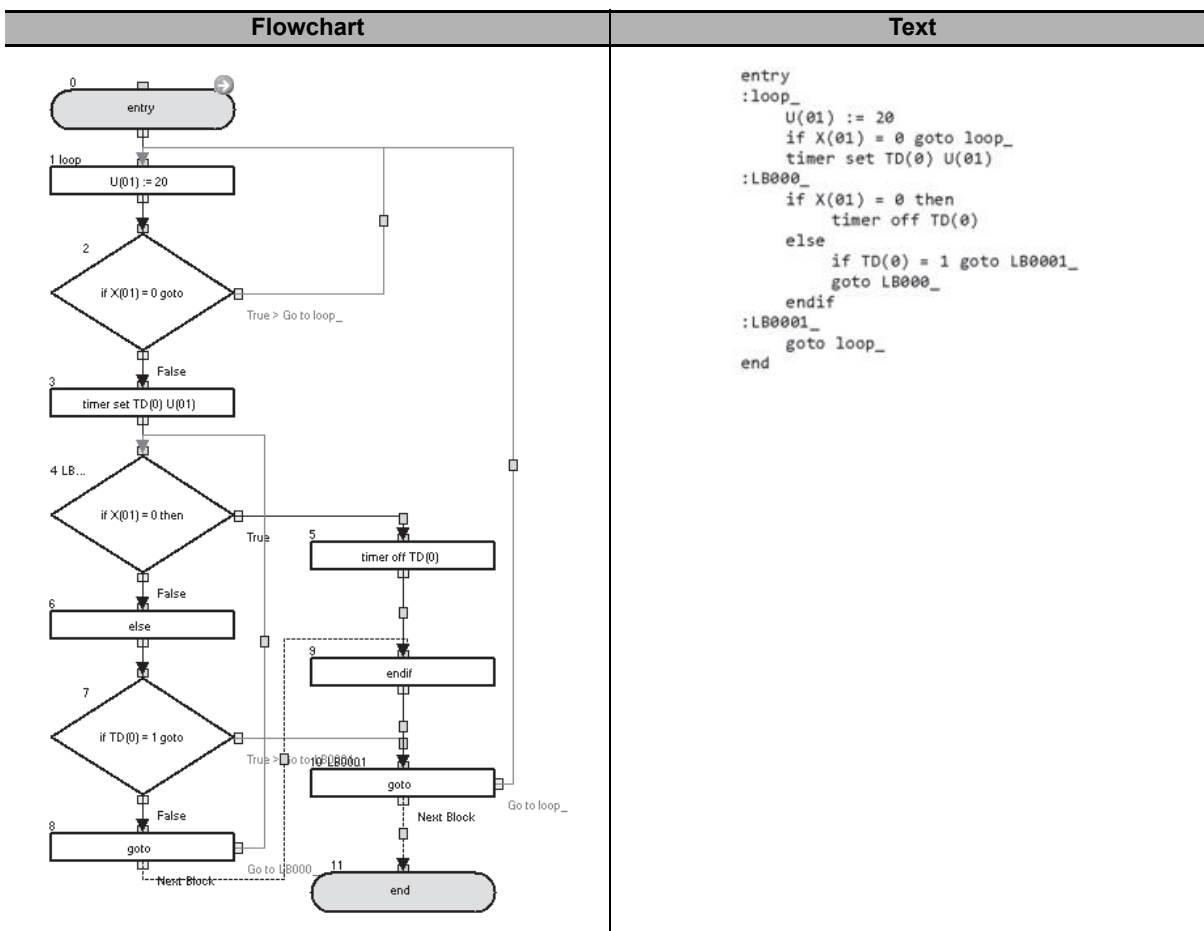 Flowchart
Text
0
entry
1 loop
U(01) := 20
2
if X(01) = 0 goto
True > Go to loop_
False
3
timer set TD(0) U(01)
4 LB...
if X(01) = 0 then
True
5
timer off TD(0)
False
6
else
9
endif
7
if TD(0) = 1 goto
True > Go to LB0001_
10 LB0001
goto
Go to loop_
False
Next Block
8
goto
Go to LB000_
Next Block
11
end
entry
:loop_
U(01) := 20
if X(01) = 0 goto loop_
timer set TD(0) U(01)
:LB000_
if X(01) = 0 then
timer off TD(0)
else
if TD(0) = 1 goto LB0001_
goto LB000_
endif
:LB0001_
goto loop_
end